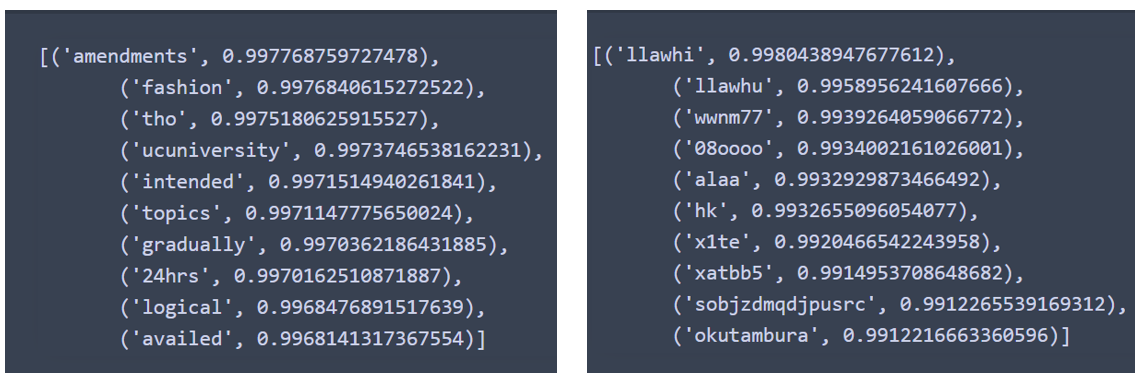 [('amendments', 0.997768759727478),
('fashion', 0.9976840615272522),
('tho', 0.9975180625915527),
('ucuniversity', 0.9973746538162231),
('intended', 0.9971514940261841),
('topics', 0.9971147775650024),
('gradually', 0.9970362186431885),
('24hrs', 0.9970162510871887),
('logical', 0.9968476891517639),
('availed', 0.9968141317367554)]
[('llawhi', 0.9980438947677612),
('llawhu', 0.9958956241607666),
('wwnm77', 0.9939264059066772),
('08oooo', 0.9934002161026001),
('alaa', 0.9932929873466492),
('hk', 0.9932655096054077),
('x1te', 0.9920466542243958),
('xatbb5', 0.9914953708648682),
('sobjzdmqdjpusrc', 0.9912265539169312),
('okutambura', 0.9912216663360596)]